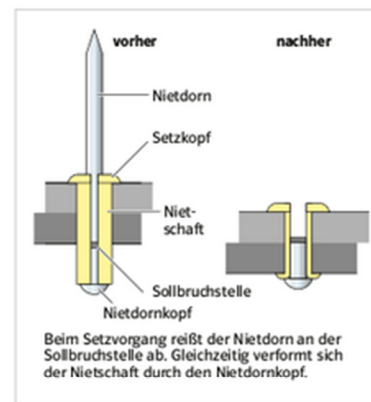 vorher
nachher
Nietdorn
Setzkopf
Niet-
schaft
Sollbruchstelle
Nietdornkopf
Beim Setzvorgang reißt der Nietdorn an der
Sollbruchstelle ab. Gleichzeitig verformt sich
der Nietschaft durch den Nietdornkopf.